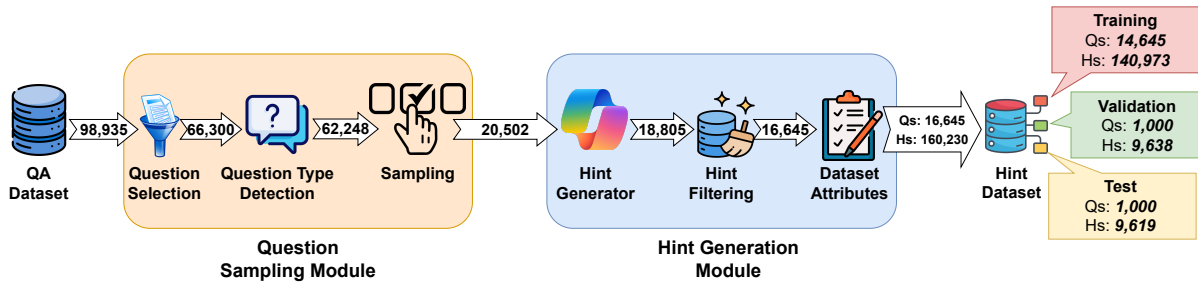 QA
Dataset
98,935
Question
Selection
66,300
?
Question Type
Detection
62,248
Sampling
20,502
Question
Sampling Module
Hint
Generator
18,805
Hint
Filtering
16,645
Dataset
Attributes
Hint Generation
Module
Qs: 16,645
Hs: 160,230
Hint
Dataset
Training
Qs: 14,645
Hs: 140,973
Validation
Qs: 1,000
Hs: 9,638
Test
Qs: 1,000
Hs: 9,619